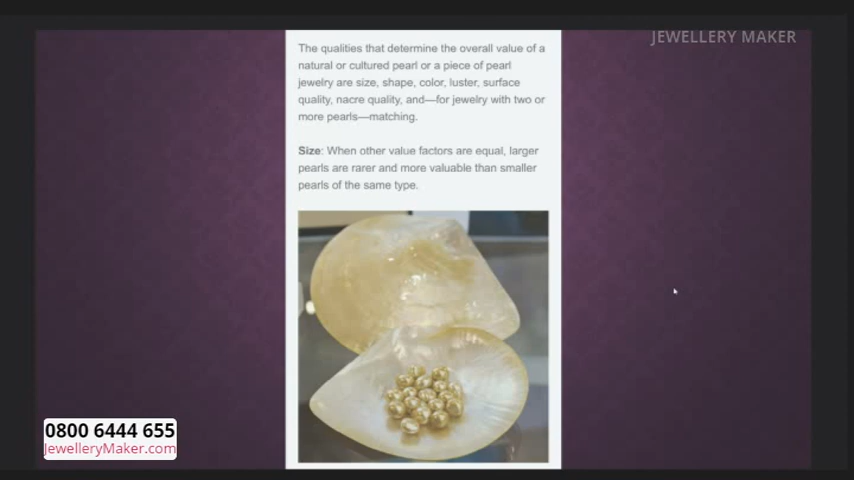 JEWELLERY MAKER
The qualities that determine the overall value of a
natural or cultured pearl or a piece of pearl
jewelry are size, shape, color, luster, surface
quality, nacre quality, and—for jewelry with two or
more pearls—matching.
Size: When other value factors are equal, larger
pearls are rarer and more valuable than smaller
pearls of the same type.
0800 6444 655
JewelleryMaker.com